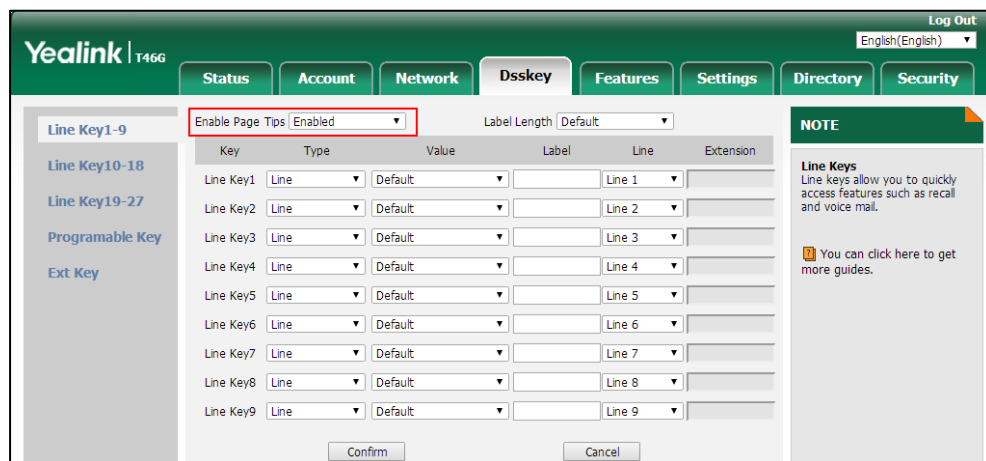 Log Out
Yealink | T46G
English(English)
Status Account Network Dsskey Features Settings Directory Security
Line Key1-9
Line Key10-18
Line Key19-27
Programable Key
Ext Key
Enable Page Tips Enabled Label Length Default
Key Type Value Label Line Extension
Line Key1 Line Default Line 1
Line Key2 Line Default Line 2
Line Key3 Line Default Line 3
Line Key4 Line Default Line 4
Line Key5 Line Default Line 5
Line Key6 Line Default Line 6
Line Key7 Line Default Line 7
Line Key8 Line Default Line 8
Line Key9 Line Default Line 9
Confirm Cancel
NOTE
Line Keys
Line keys allow you to quickly
access features such as recall
and voice mail.
? You can click here to get
more guides.